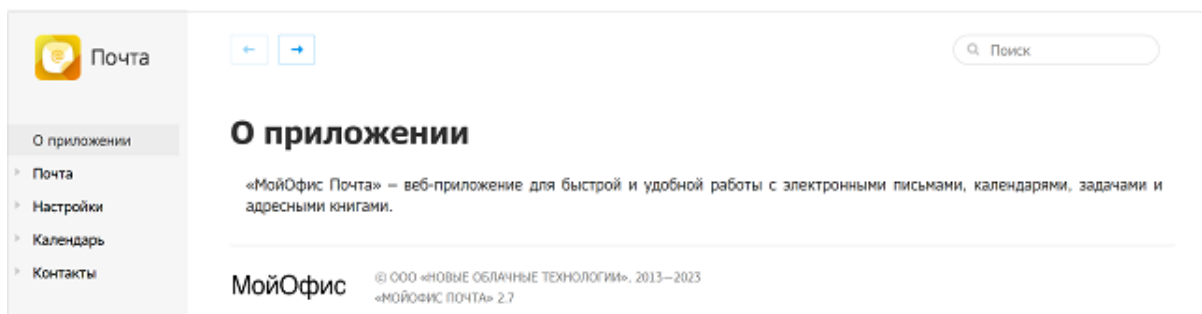 Почта
Поиск
О приложении
Почта
Настройки
Календарь
Контакты
О приложении
«МойОфис Почта» – веб-приложение для быстрой и удобной работы с электронными письмами, календарями, задачами и
адресными книгами.
МойОфис
© ООО «НОВЫЕ ОБЛАЧНЫЕ ТЕХНОЛОГИИ», 2013–2023
«МОЙОФИС ПОЧТА» 2.7